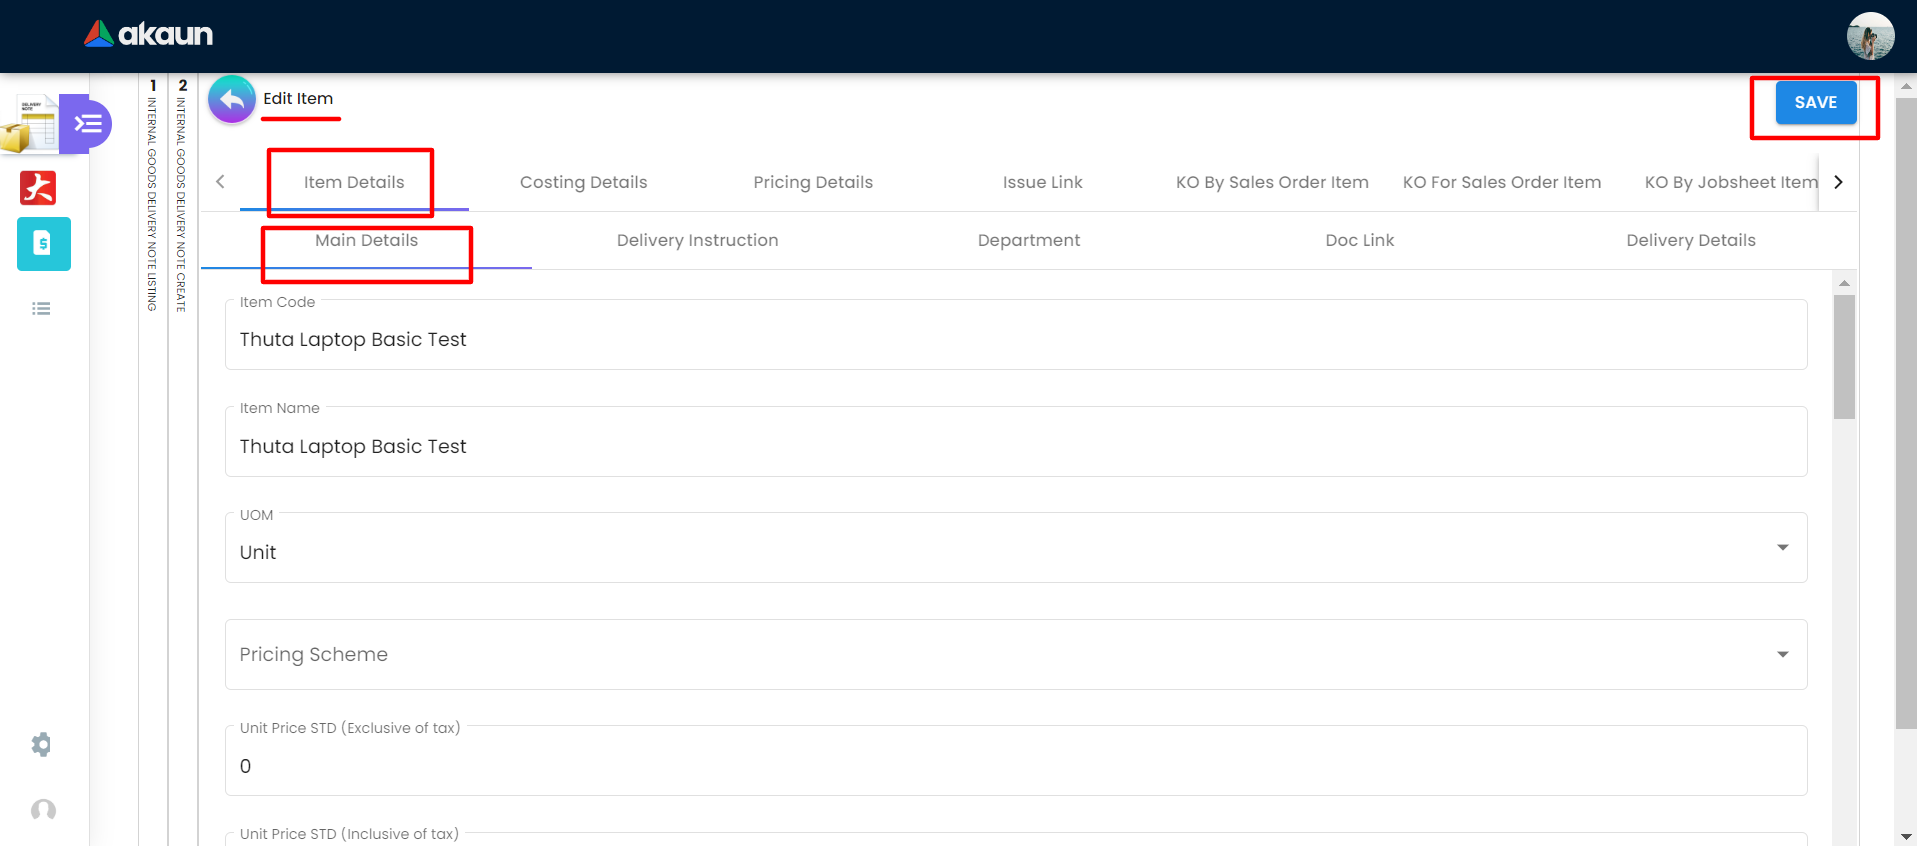 akaun
DELIVERY
NOTE
1 INTERNAL GOODS DELIVERY NOTE LISTING
2 INTERNAL GOODS DELIVERY NOTE CREATE
Edit Item
SAVE
Item Details Costing Details Pricing Details Issue Link KO By Sales Order Item KO For Sales Order Item KO By Jobsheet Item
Main Details Delivery Instruction Department Doc Link Delivery Details
Item Code
Thuta Laptop Basic Test
Item Name
Thuta Laptop Basic Test
UOM
Unit
Pricing Scheme
Unit Price STD (Exclusive of tax)
0
Unit Price STD (Inclusive of tax)